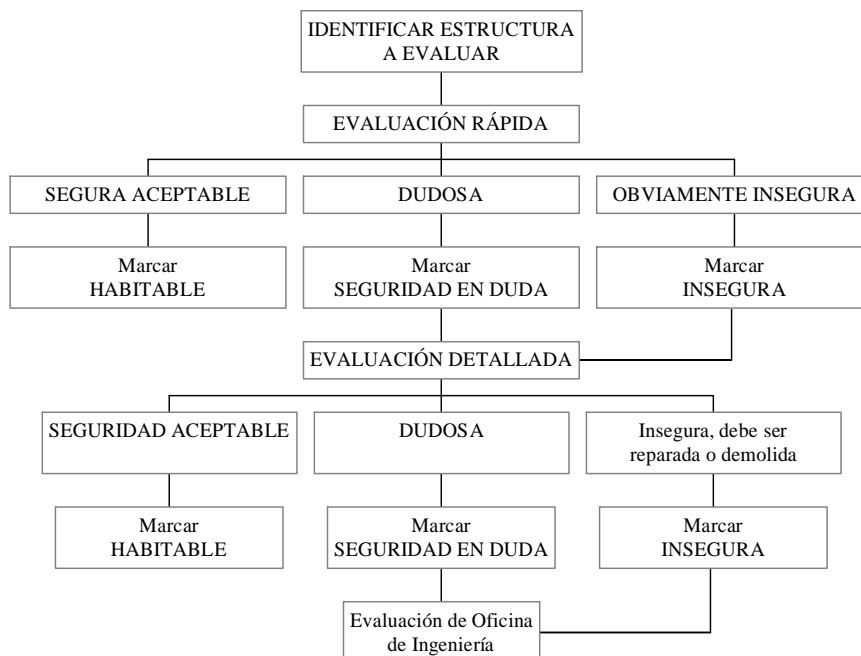 IDENTIFICAR ESTRUCTURA
A EVALUAR
EVALUACIÓN RÁPIDA
SEGURA ACEPTABLE
DUDOSA
OBVIAMENTE INSEGURA
Marcar
HABITABLE
Marcar
SEGURIDAD EN DUDA
Marcar
INSEGURA
EVALUACIÓN DETALLADA
SEGURIDAD ACEPTABLE
DUDOSA
Insegura, debe ser
reparada o demolida
Marcar
HABITABLE
Marcar
SEGURIDAD EN DUDA
Marcar
INSEGURA
Evaluación de Oficina
de Ingeniería